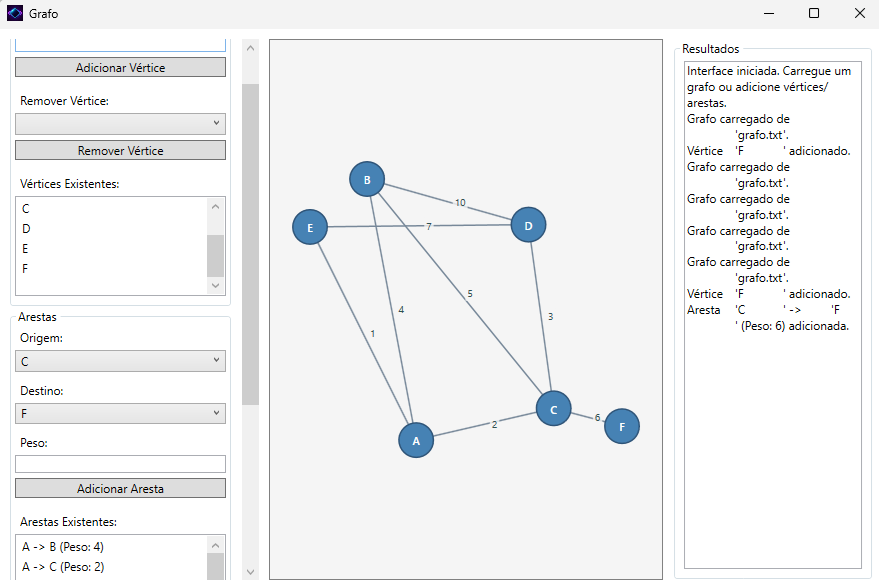 Grafo
Adicionar Vértice
Remover Vértice:
Remover Vértice
Vértices Existentes:
C
D
E
F
Arestas
Origem:
C
Destino:
F
Peso:
Adicionar Aresta
Arestas Existentes:
A -> B (Peso: 4)
A -> C (Peso: 2)
B
10
E
7
D
5
4
3
1
C
6
F
2
A
Resultados
Interface iniciada. Carregue um
grafo ou adicione vértices/
arestas.
Grafo carregado de
'grafo.txt'.
Vértice 'F ' adicionado.
Grafo carregado de
'grafo.txt'.
Grafo carregado de
'grafo.txt'.
Grafo carregado de
'grafo.txt'.
Grafo carregado de
'grafo.txt'.
Vértice 'F ' adicionado.
Aresta 'C ' -> 'F
' (Peso: 6) adicionada.